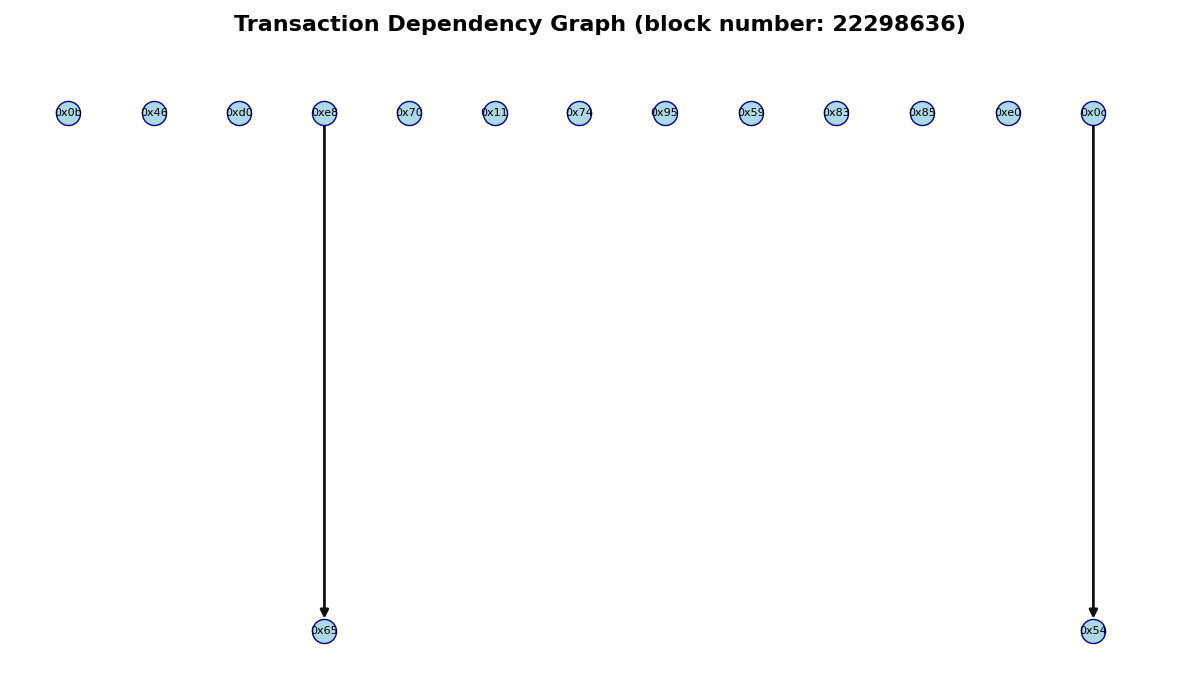 Transaction Dependency Graph (block number: 22298636)
0x0b 0x46 0xd0 0xe8 0x70 0x11 0x74 0x95 0x59 0x83 0x85 0xe0
0x65 0x54